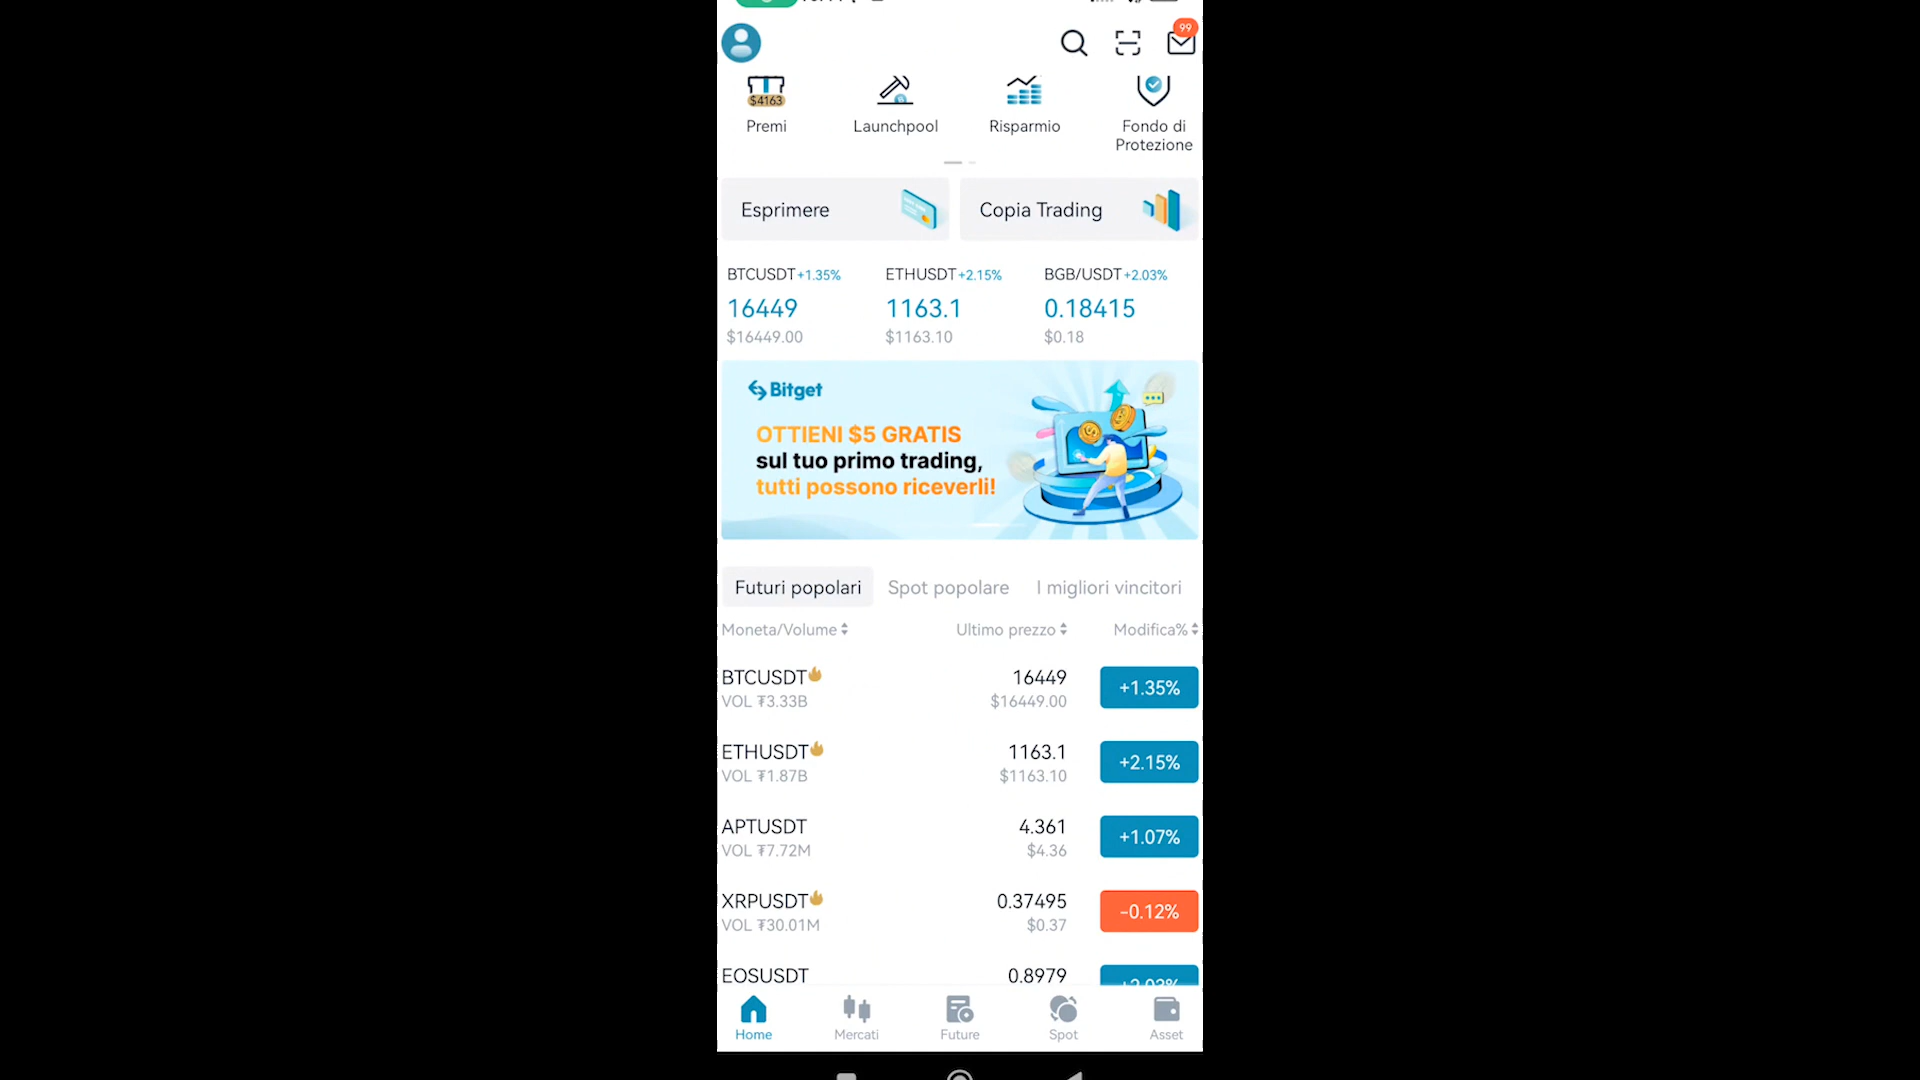 99
$4163
Premi
Launchpool
Risparmio
Fondo di
Protezione
Esprimere
Copia Trading
BTCUSDT +1.35%
ETHUSDT +2.15%
BGB/USDT +2.03%
16449
1163.1
0.18415
$16449.00
$1163.10
$0.18
Bitget
OTTIENI $5 GRATIS
sul tuo primo trading,
tutti possono riceverli!
Futuri popolari
Spot popolare
I migliori vincitori
Moneta/Volume
Ultimo prezzo
Modifica%
BTCUSDT 16449 +1.35%
VOL ₮3.33B $16449.00
ETHUSDT 1163.1 +2.15%
VOL ₮1.87B $1163.10
APTUSDT 4.361 +1.07%
VOL ₮7.72M $4.36
XRPUSDT 0.37495 -0.12%
VOL ₮30.01M $0.37
EOSUSDT 0.8979
Home
Mercati
Future
Spot
Asset